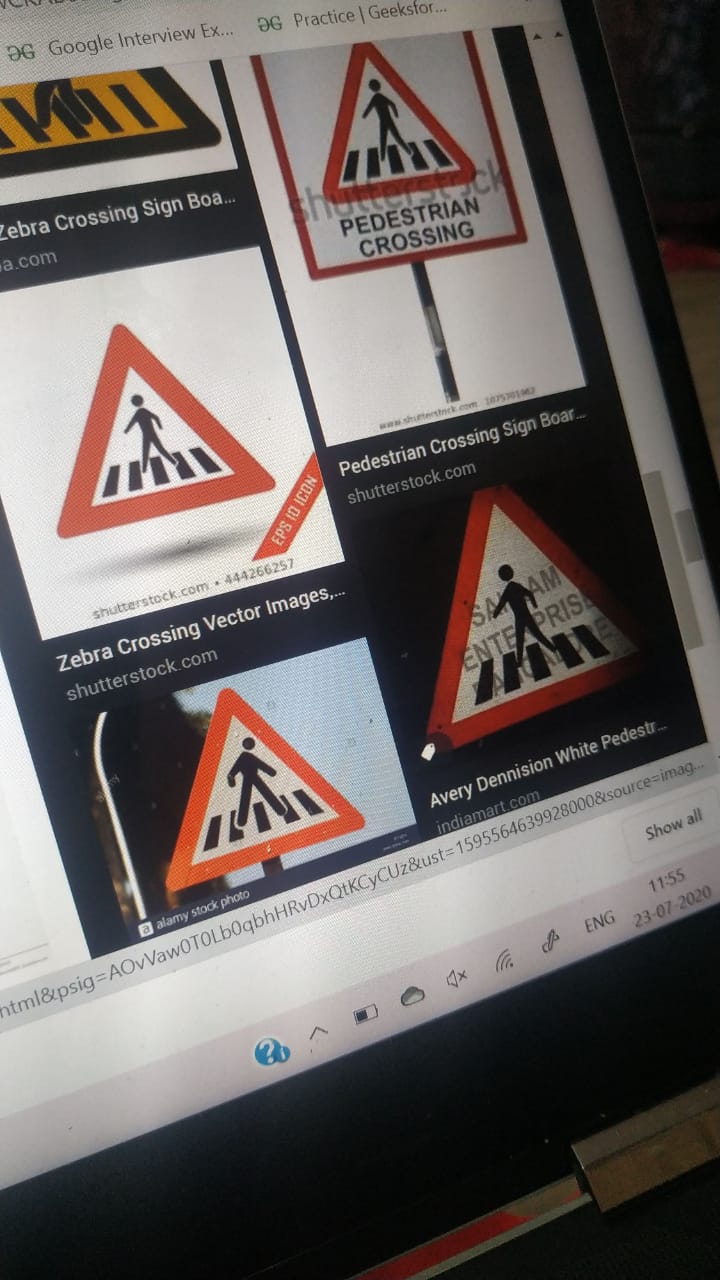 Google Interview Ex...
Practice | Geeksfor...
Zebra Crossing Sign Boa...
a.com
shutterstock
PEDESTRIAN
CROSSING
www.shutterstock.com
Pedestrian Crossing Sign Boar...
shutterstock.com
EPS 10 ICON
shutterstock.com • 444266257
Zebra Crossing Vector Images,...
shutterstock.com
ENTERPRISE
Avery Dennision White Pedestr...
indiamart.com
a alamy stock photo
html&psig=AOvVaw0T0Lb0qbhHRvDxQtKCyCUz&ust=1595564639928000&source=imag...
Show all
ENG
11:55
23-07-2020